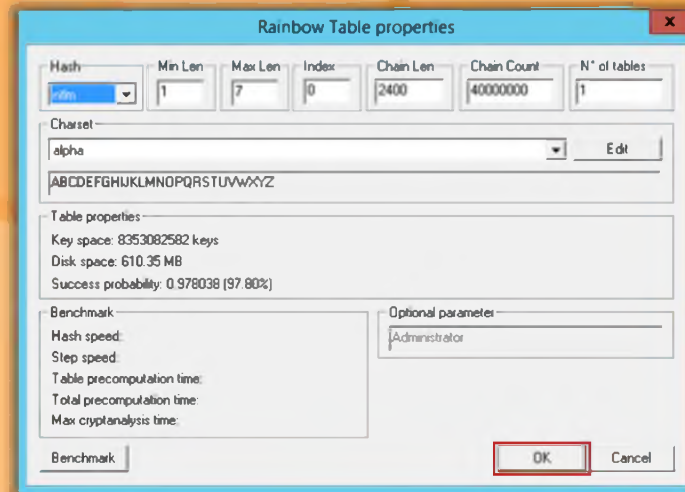 Rainbow Table properties
x
Hash Min Len Max Len Index Chain Len Chain Count N° of tables
ntlm 1 7 0 2400 40000000 1
Charset
alpha Edit
ABCDEFGHIJKLMNOPQRSTUVWXYZ
Table properties
Key space: 8353082582 keys
Disk space: 610.35 MB
Success probability: 0.978038 (97.80%)
Benchmark Optional parameter
Hash speed: Administrator
Step speed:
Table precomputation time:
Total precomputation time:
Max cryptanalysis time:
Benchmark OK Cancel